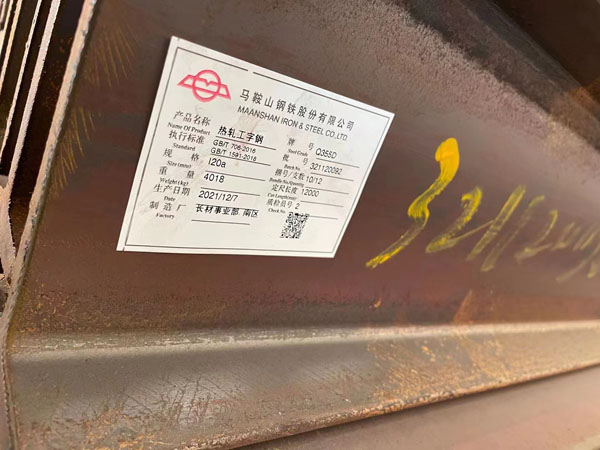 马鞍山钢铁股份有限公司
MAANSHAN IRON & STEEL CO.,LTD.
产品名称 热轧工字钢 牌 号 Q355D
Name Of Product Steel Grade
执行标准 GB/T 706-2016 批 号 321120092
Standard GB/T 1591-2018 Batch No.
规 格 I20a 捆号/支数 10/12
Size(mm) Bundle No/Quantity
重 量 4018 定尺长度 12000
Weight(kg) Cut Length(mm)
生产日期 2021/12/7 质检员号 2
Date Check No.
制 造 厂 长材事业部 南区
Factory